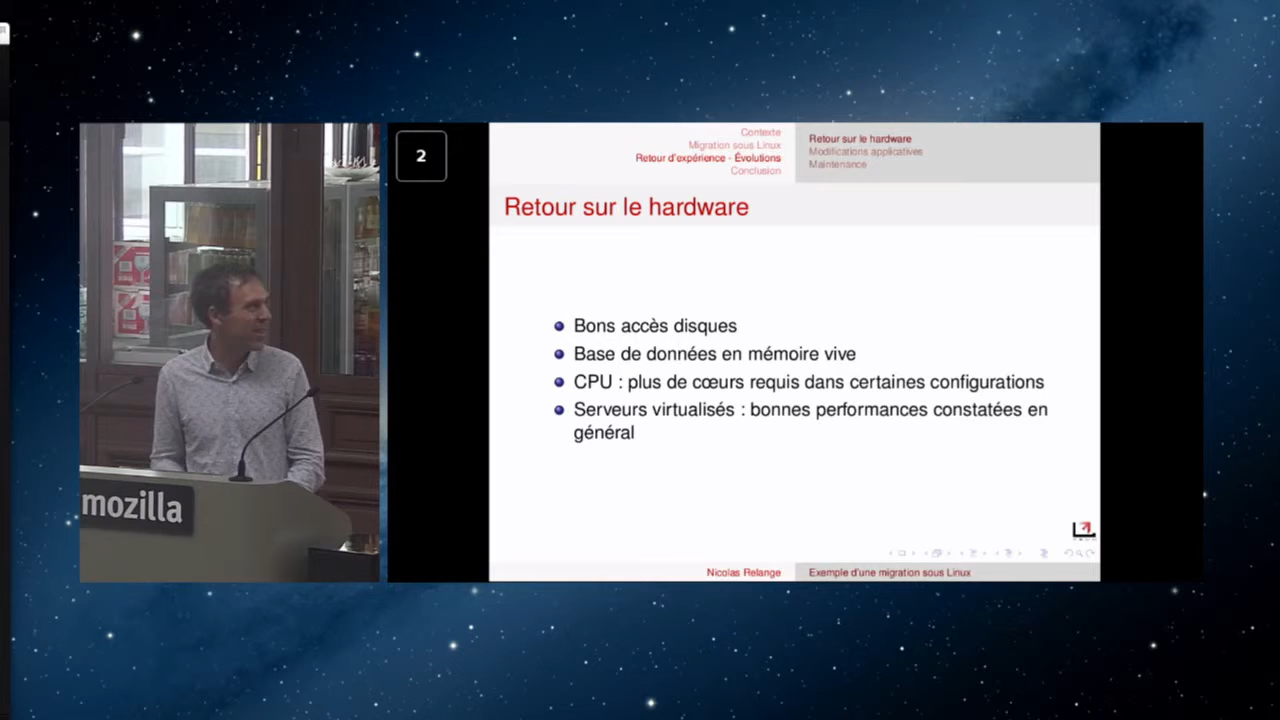 2
Contexte
Migration sous Linux
Retour d'expérience - Évolutions
Conclusion
Retour sur le hardware
Modifications applicatives
Maintenance
Retour sur le hardware
Bons accès disques
Base de données en mémoire vive
CPU : plus de cœurs requis dans certaines configurations
Serveurs virtualisés : bonnes performances constatées en
général
mozilla
Nicolas Relange
Exemple d'une migration sous Linux